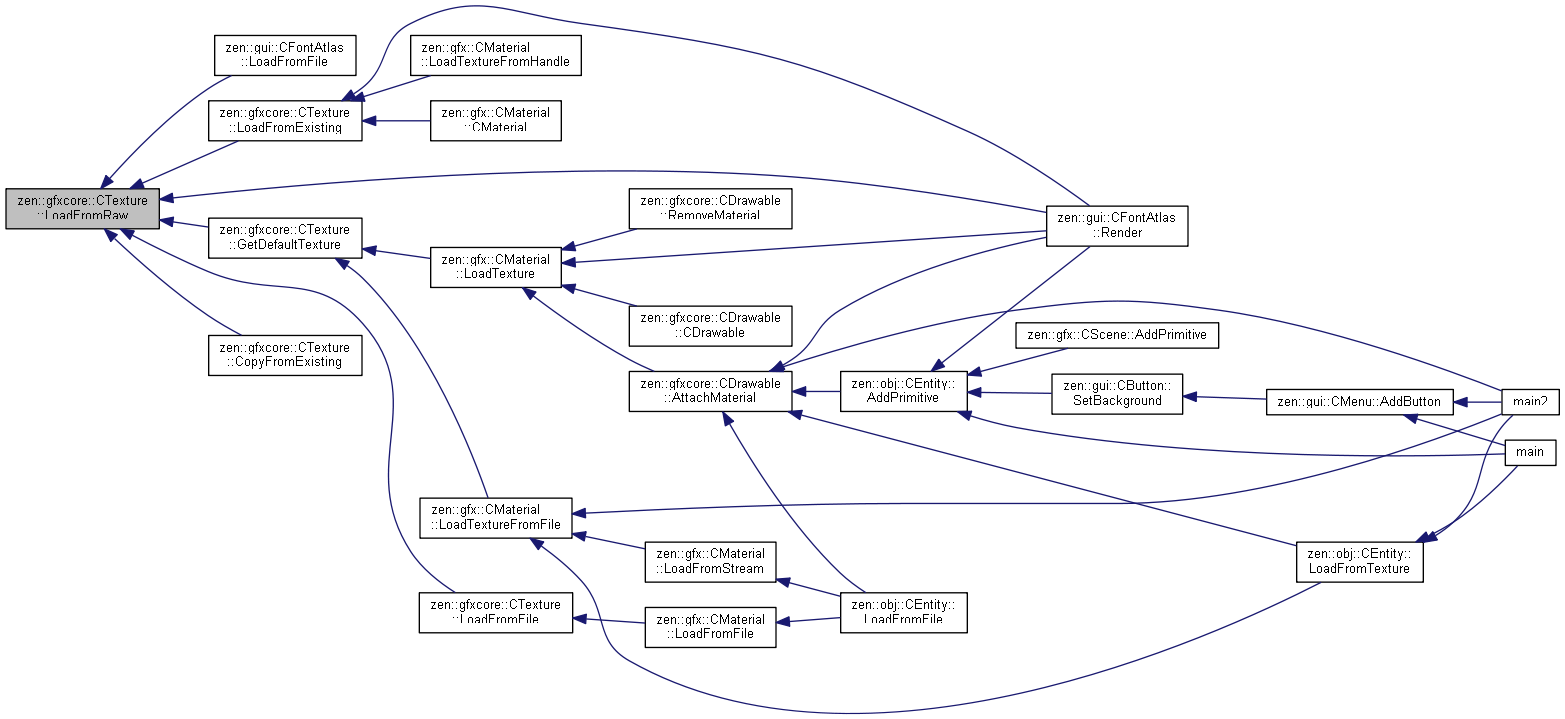 zen::gui::CFontAtlas
::LoadFromFile
zen::gfx::CMaterial
::LoadTextureFromHandle
zen::gfxcore::CTexture
::LoadFromExisting
zen::gfx::CMaterial
::CMaterial
zen::gfxcore::CTexture
::LoadFromRaw
zen::gfxcore::CDrawable
::RemoveMaterial
zen::gui::CFontAtlas
::Render
zen::gfxcore::CTexture
::GetDefaultTexture
zen::gfx::CMaterial
::LoadTexture
zen::gfxcore::CDrawable
::CDrawable
zen::gfx::CScene::AddPrimitive
zen::gfxcore::CTexture
::CopyFromExisting
zen::gfxcore::CDrawable
::AttachMaterial
zen::obj::CEntity::
AddPrimitive
zen::gui::CButton::
SetBackground
zen::gui::CMenu::AddButton
main2
main
zen::gfx::CMaterial
::LoadTextureFromFile
zen::gfx::CMaterial
::LoadFromStream
zen::obj::CEntity::
LoadFromTexture
zen::gfxcore::CTexture
::LoadFromFile
zen::gfx::CMaterial
::LoadFromFile
zen::obj::CEntity::
LoadFromFile